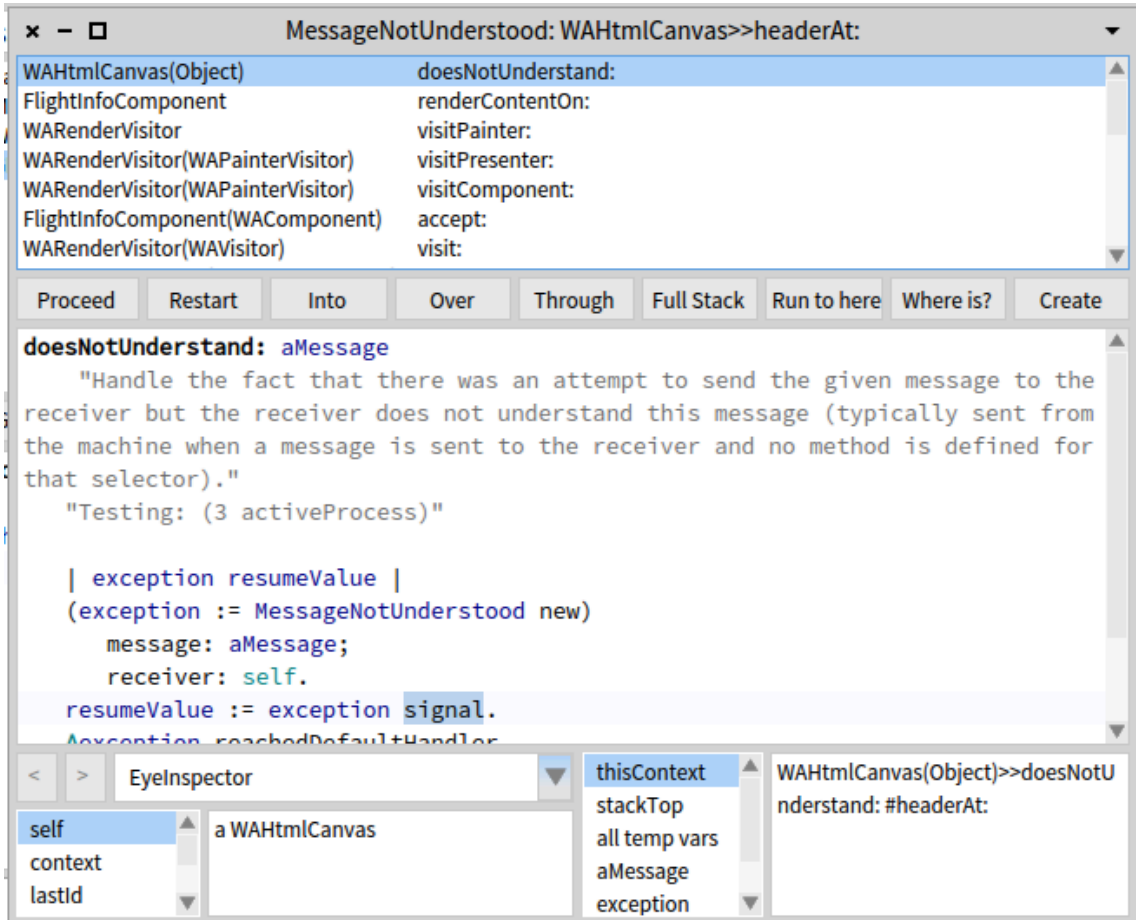 MessageNotUnderstood: WAHtmlCanvas>>headerAt:
WAHtmlCanvas(Object) doesNotUnderstand:
FlightInfoComponent renderContentOn:
WARenderVisitor visitPainter:
WARenderVisitor(WAPainterVisitor) visitPresenter:
WARenderVisitor(WAPainterVisitor) visitComponent:
FlightInfoComponent(WAComponent) accept:
WARenderVisitor(WAVisitor) visit:
Proceed Restart Into Over Through Full Stack Run to here Where is? Create
doesNotUnderstand: aMessage
"Handle the fact that there was an attempt to send the given message to the
receiver but the receiver does not understand this message (typically sent from
the machine when a message is sent to the receiver and no method is defined for
that selector)."
"Testing: (3 activeProcess)"
| exception resumeValue |
(exception := MessageNotUnderstood new)
message: aMessage;
receiver: self.
resumeValue := exception signal.
^exception reachedDefaultHandler
< > EyeInspector
self
context
lastId
a WAHtmlCanvas
thisContext
stackTop
all temp vars
aMessage
exception
WAHtmlCanvas(Object)>>doesNotU
nderstand: #headerAt: